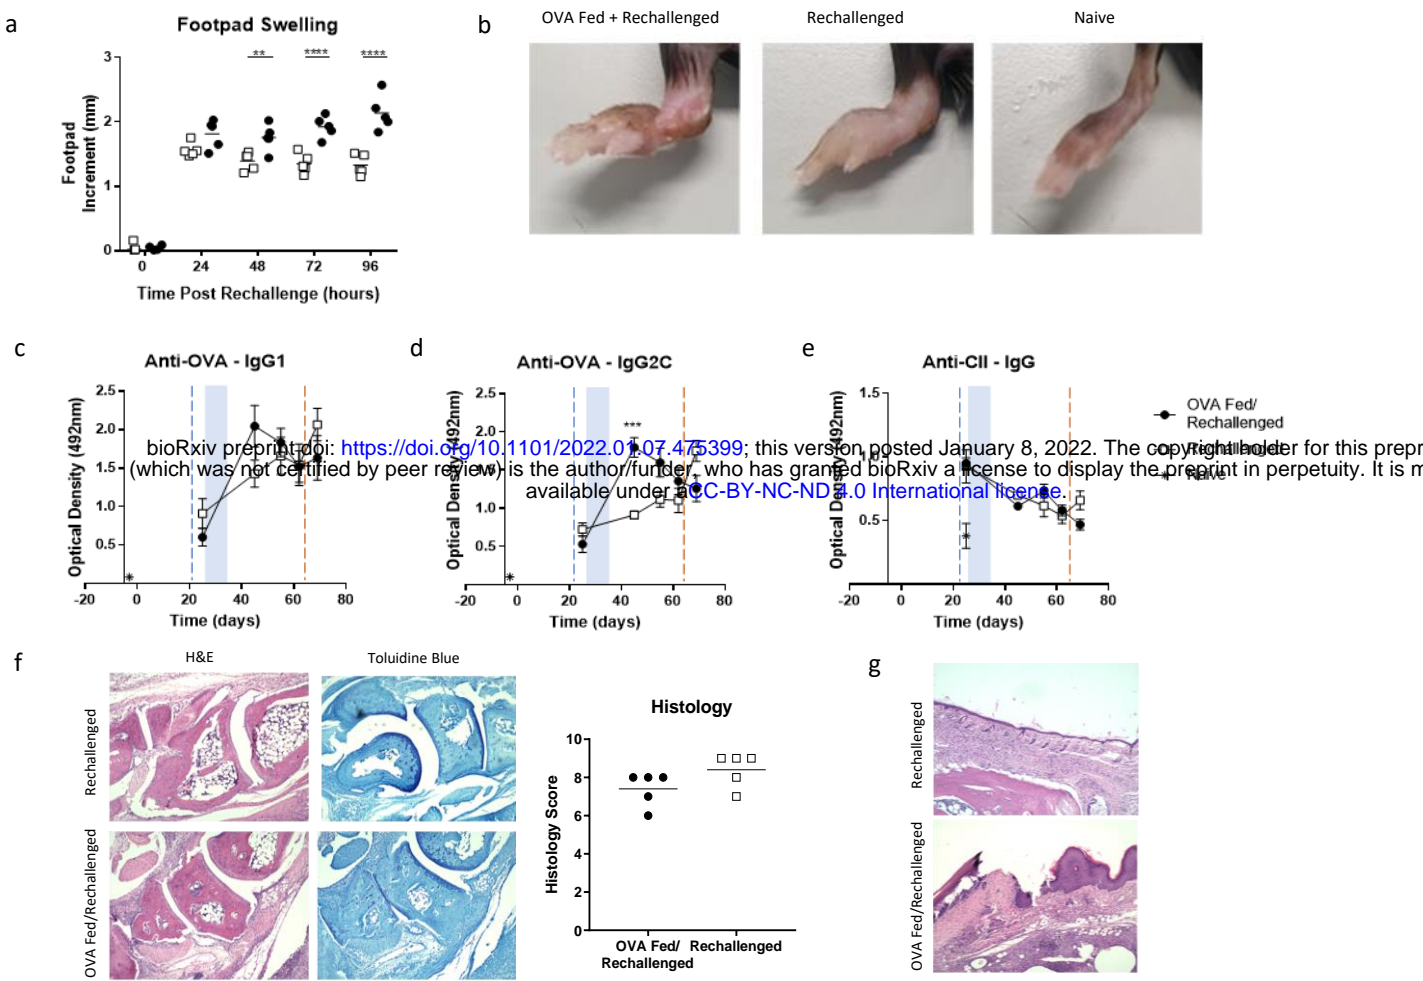 a
Footpad Swelling
Footpad
Increment (mm)
3
2
1
0
**
****
****
0 24 48 72 96
Time Post Rechallenge (hours)
b
OVA Fed + Rechallenged
Rechallenged
Naive
c
Anti-OVA - IgG1
Optical Density (492nm)
2.5
2.0
1.5
1.0
0.5
-20 0 20 40 60 80
Time (days)
d
Anti-OVA - IgG2C
Optical Density (492nm)
2.5
2.0
1.0
0.5
***
-20 0 20 40 60 80
Time (days)
e
Anti-CII - IgG
Optical Density (492nm)
1.5
0.5
-20 0 20 40 60 80
Time (days)
OVA Fed/
Rechallenged
Rechallenged
Naive
bioRxiv preprint doi: https://doi.org/10.1101/2022.01.07.475399; this version posted January 8, 2022. The copyright holder for this
(which was not certified by peer review) is the author/funder, who has granted bioRxiv a license to display the preprint in perpetuity. It is
available under aCC-BY-NC-ND 4.0 International license.
f
H&E
Toluidine Blue
Rechallenged
OVA Fed/Rechallenged
Histology
Histology Score
10
8
6
4
2
0
OVA Fed/ Rechallenged
Rechallenged
g
Rechallenged
OVA Fed/Rechallenged